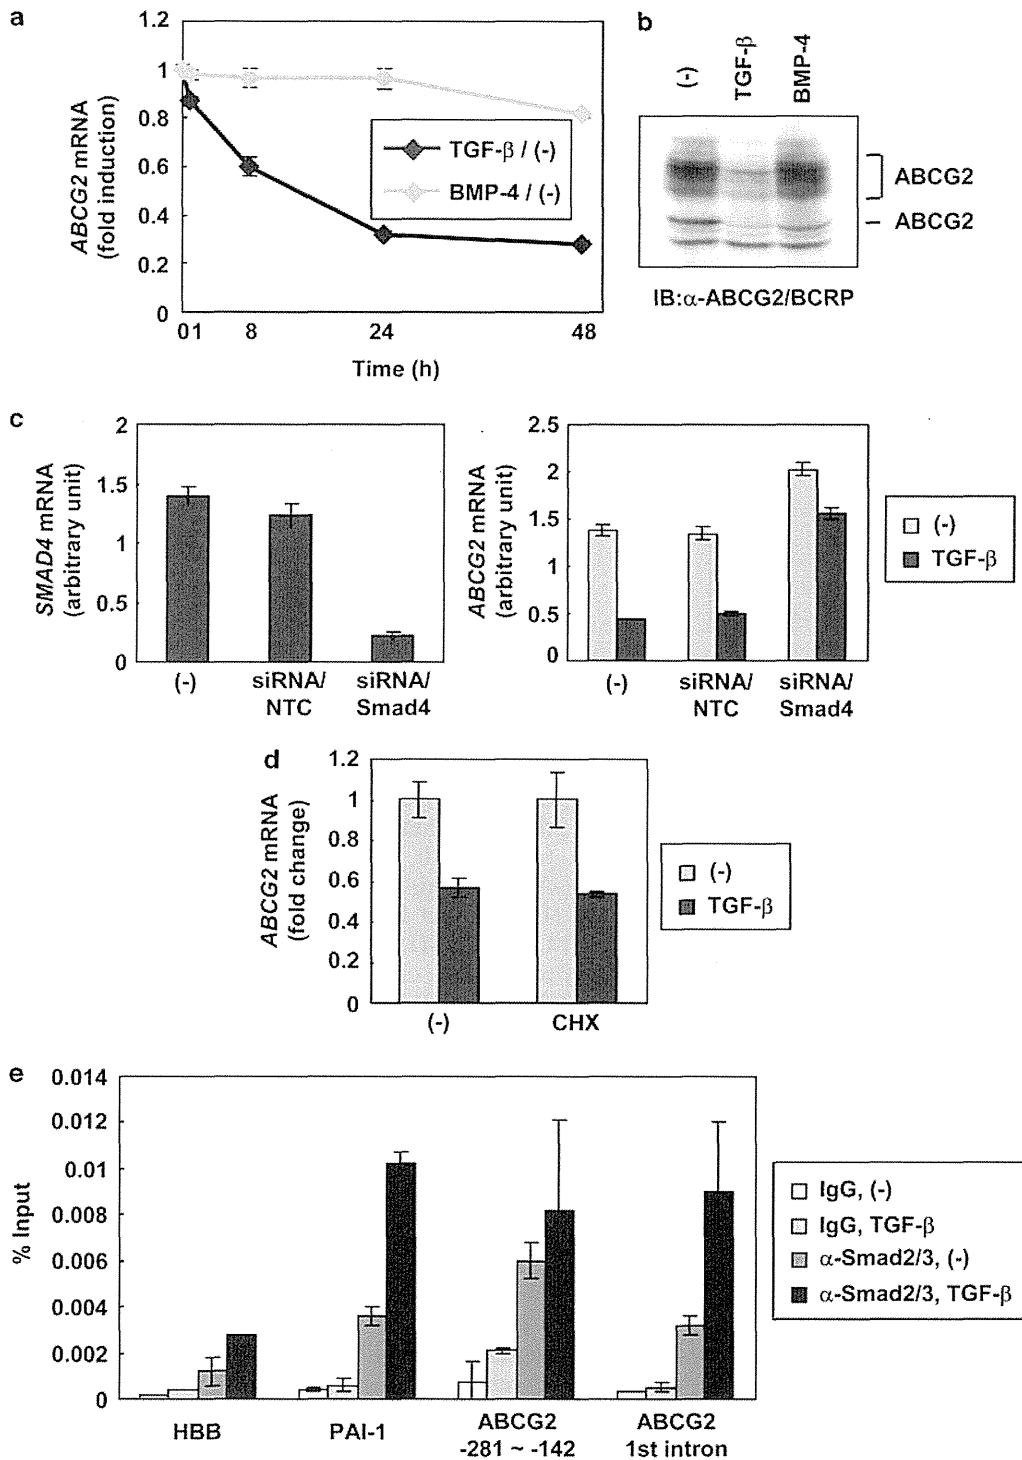 a
1.2
1
0.8
0.6
0.4
0.2
0
ABCG2 mRNA
(fold induction)
TGF-β / (-)
BMP-4 / (-)
01
8
24
48
Time (h)
b
(-)
TGF-β
BMP-4
ABCG2
ABCG2
IB:α-ABCG2/BCRP
c
2
1.5
1
0.5
0
SMAD4 mRNA
(arbitrary unit)
(-)
siRNA/
NTC
siRNA/
Smad4
2.5
2
1.5
1
0.5
0
ABCG2 mRNA
(arbitrary unit)
(-)
siRNA/
NTC
siRNA/
Smad4
(-)
TGF-β
d
1.2
1
0.8
0.6
0.4
0.2
0
ABCG2 mRNA
(fold change)
(-)
CHX
(-)
TGF-β
e
0.014
0.012
0.01
0.008
0.006
0.004
0.002
0
% Input
HBB
PAI-1
ABCG2
-281 ~ -142
ABCG2
1st intron
IgG, (-)
IgG, TGF-β
α-Smad2/3, (-)
α-Smad2/3, TGF-β